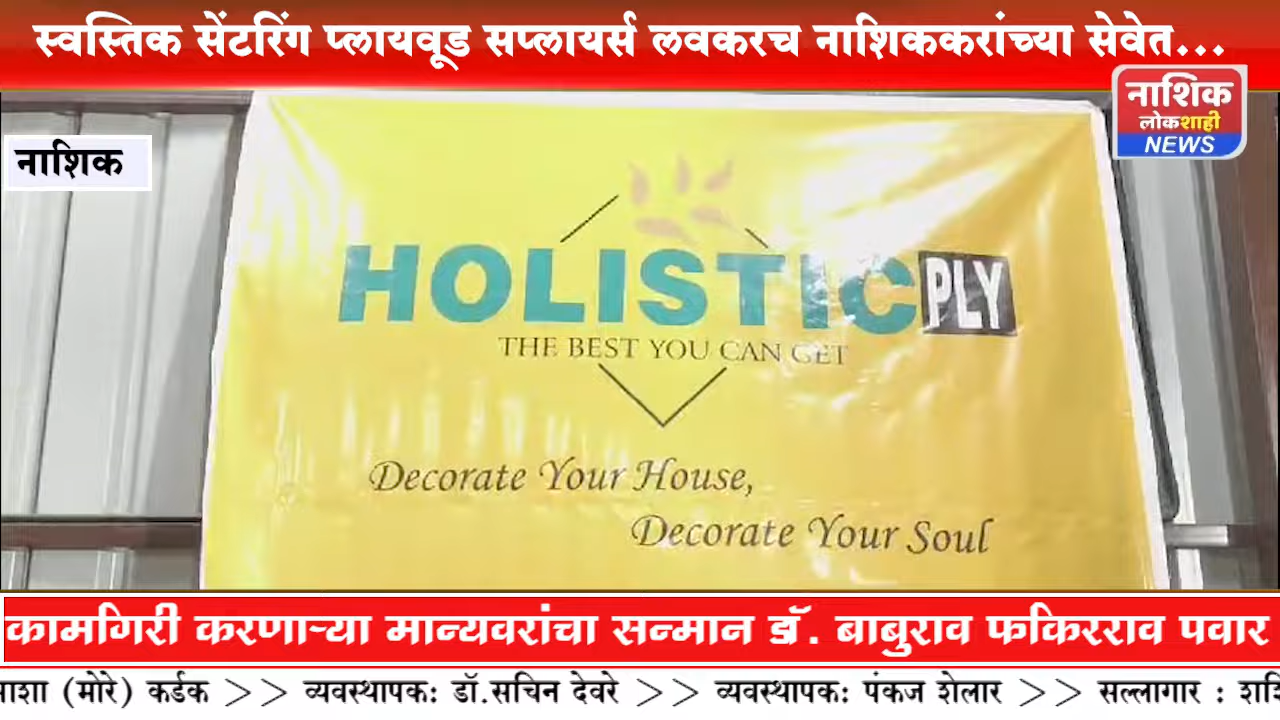 स्वस्तिक सेंटरिंग प्लायवूड सप्लायर्स लवकरच नाशिककरांच्या सेवेत...
नाशिक
लोकशाही
NEWS
नाशिक
HOLISTIC PLY
THE BEST YOU CAN GET
Decorate Your House,
Decorate Your Soul
कामगिरी करणाऱ्या मान्यवरांचा सन्मान डॉ. बाबुराव फकिरराव पवार
(मोरे) कर्डक >> व्यवस्थापक: डॉ.सचिन देवरे >> व्यवस्थापक: पंकज शेलार >> सल्लागार :